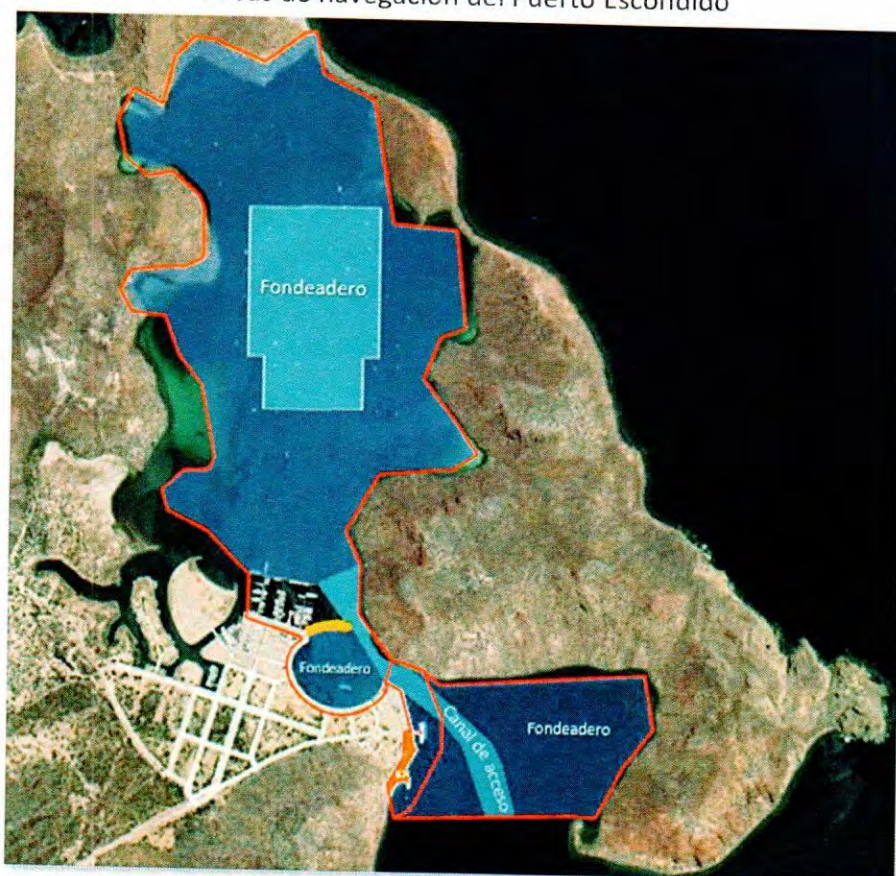 de navegación del Puerto Escondido
Fondeadero
Fondeadero
Fondeadero
Canal de acceso